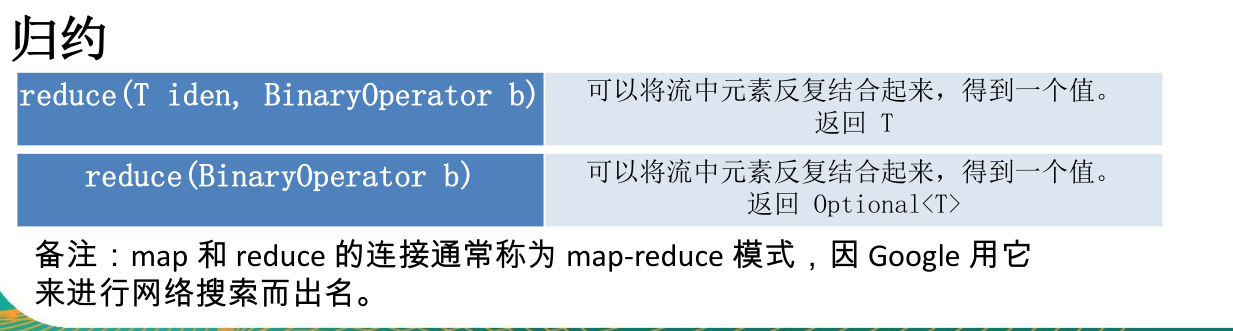 归约
reduce(T iden, BinaryOperator b)
可以将流中元素反复结合起来，得到一个值。
返回 T
reduce(BinaryOperator b)
可以将流中元素反复结合起来，得到一个值。
返回 Optional<T>
备注：map 和 reduce 的连接通常称为 map-reduce 模式，因 Google 用它
来进行网络搜索而出名。